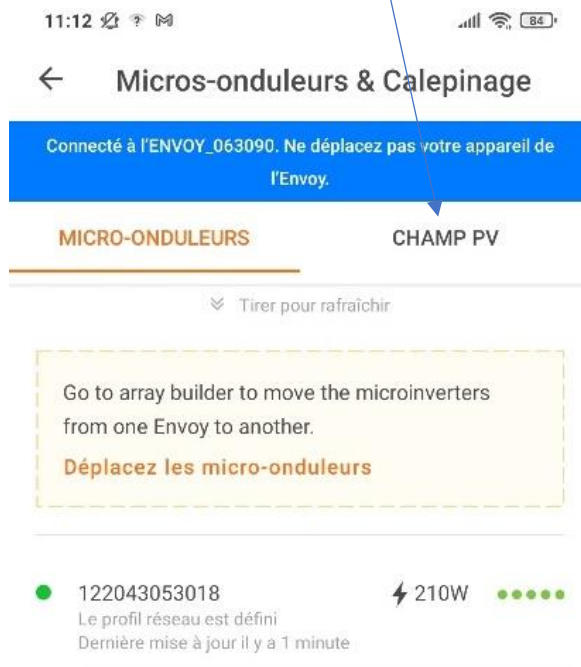 11:12 84
Micros-onduleurs & Calepinage
Connecté à l'ENVOY_063090. Ne déplacez pas votre appareil de
l'Envoy.
MICRO-ONDULEURS CHAMP PV
Tirer pour rafraîchir
Go to array builder to move the microinverters
from one Envoy to another.
Déplacez les micro-onduleurs
122043053018 210W
Le profil réseau est défini
Dernière mise à jour il y a 1 minute